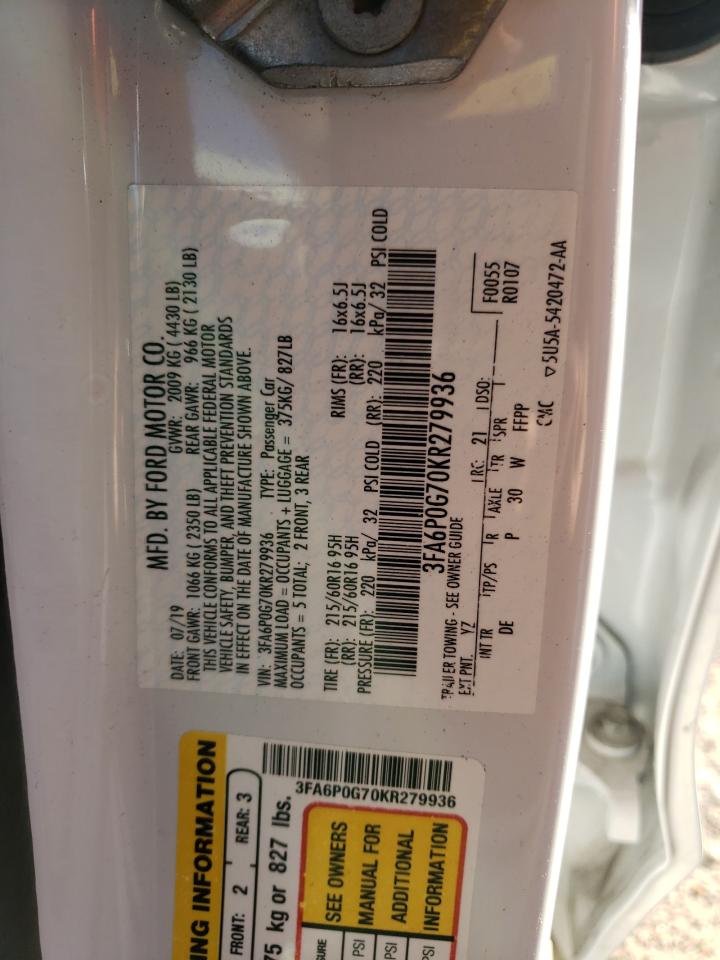 MFD. BY FORD MOTOR CO.
DATE: 07/19 GVWR: 2009 KG ( 4430 LB)
FRONT GAWR: 1066 KG ( 2350 LB) REAR GAWR: 966 KG ( 2130 LB)
THIS VEHICLE CONFORMS TO ALL APPLICABLE FEDERAL MOTOR
VEHICLE SAFETY, BUMPER, AND THEFT PREVENTION STANDARDS
IN EFFECT ON THE DATE OF MANUFACTURE SHOWN ABOVE.
VIN: 3FA6P0G70KR279936 TYPE: Passenger Car
MAXIMUM LOAD = OCCUPANTS + LUGGAGE = 375KG/ 827LB
OCCUPANTS = 5 TOTAL; 2 FRONT, 3 REAR
TIRE (FR): 215/60R16 95H RIMS (FR): 16x6.5J
(RR): 215/60R16 95H (RR): 16x6.5J
PRESSURE (FR): 220 kPa/ 32 PSI COLD (RR): 220 kPa/ 32 PSI COLD
3FA6P0G70KR279936
TRAILER TOWING - SEE OWNER GUIDE
EXT PNT: YZ RC: 21 DSO: F0055
INT TR TP/PS R AXLE TR SPR R0107
DE P 30 W FFPP
CMC ▽5U5A-5420472-AA
ING INFORMATION
FRONT: 2 REAR: 3
75 kg or 827 lbs.
3FA6P0G70KR279936
SURE
PSI
PSI
PSI
SEE OWNERS
MANUAL FOR
ADDITIONAL
INFORMATION